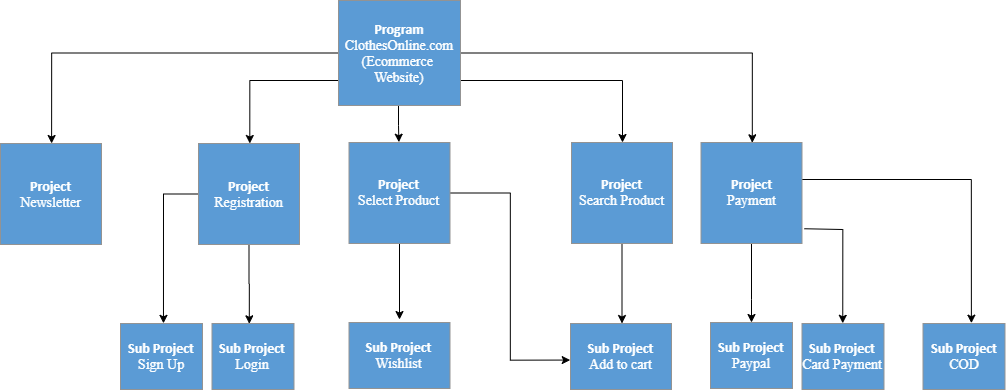 Program
ClothesOnline.com
(Ecommerce
Website)
Project
Newsletter
Project
Registration
Project
Select Product
Project
Search Product
Project
Payment
Sub Project
Sign Up
Sub Project
Login
Sub Project
Wishlist
Sub Project
Add to cart
Sub Project
Paypal
Sub Project
Card Payment
Sub Project
COD